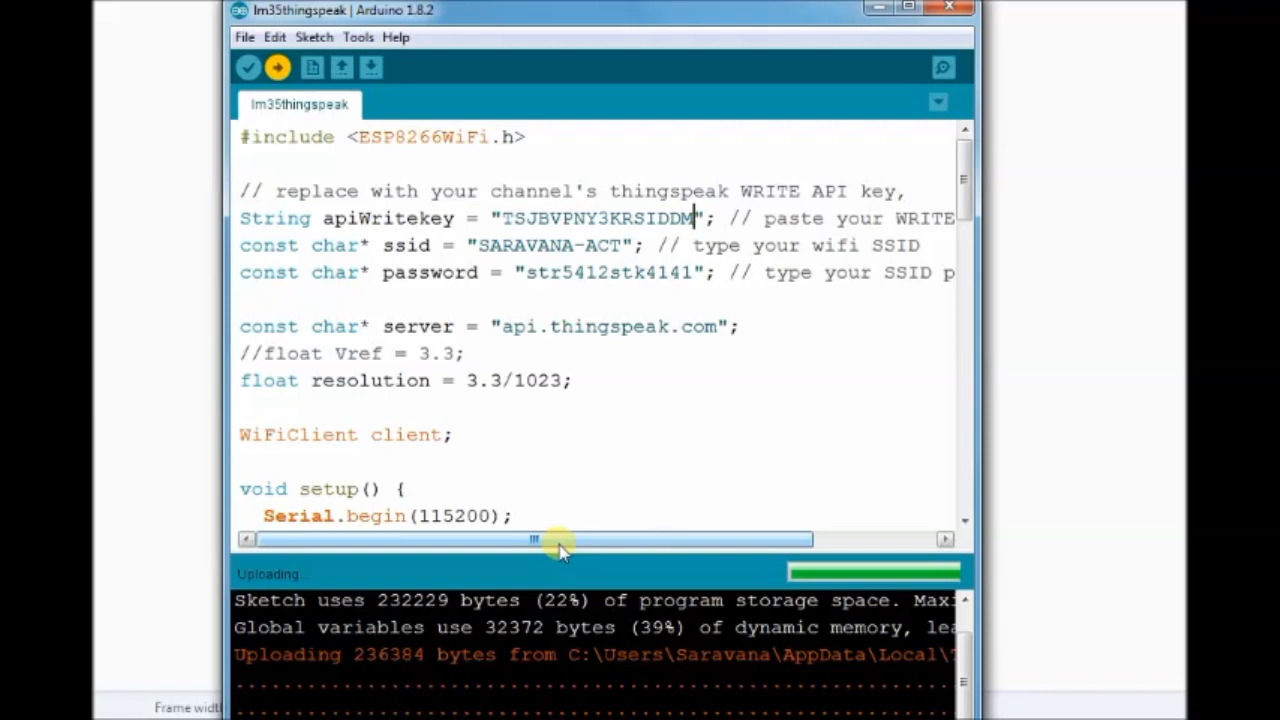 lm35thingspeak | Arduino 1.8.2
File Edit Sketch Tools Help
lm35thingspeak
#include <ESP8266WiFi.h>
// replace with your channel's thingspeak WRITE API key,
String apiWritekey = "TSJBVPNY3KRSIDDM"; // paste your WRITE
const char* ssid = "SARAVANA-ACT"; // type your wifi SSID
const char* password = "str5412stk4141"; // type your SSID p
const char* server = "api.thingspeak.com";
//float Vref = 3.3;
float resolution = 3.3/1023;
WiFiClient client;
void setup() {
Serial.begin(115200);
Uploading...
Sketch uses 232229 bytes (22%) of program storage space. Maxi
Global variables use 32372 bytes (39%) of dynamic memory, lea
Uploading 236384 bytes from C:\Users\Saravana\AppData\Local\
Frame width